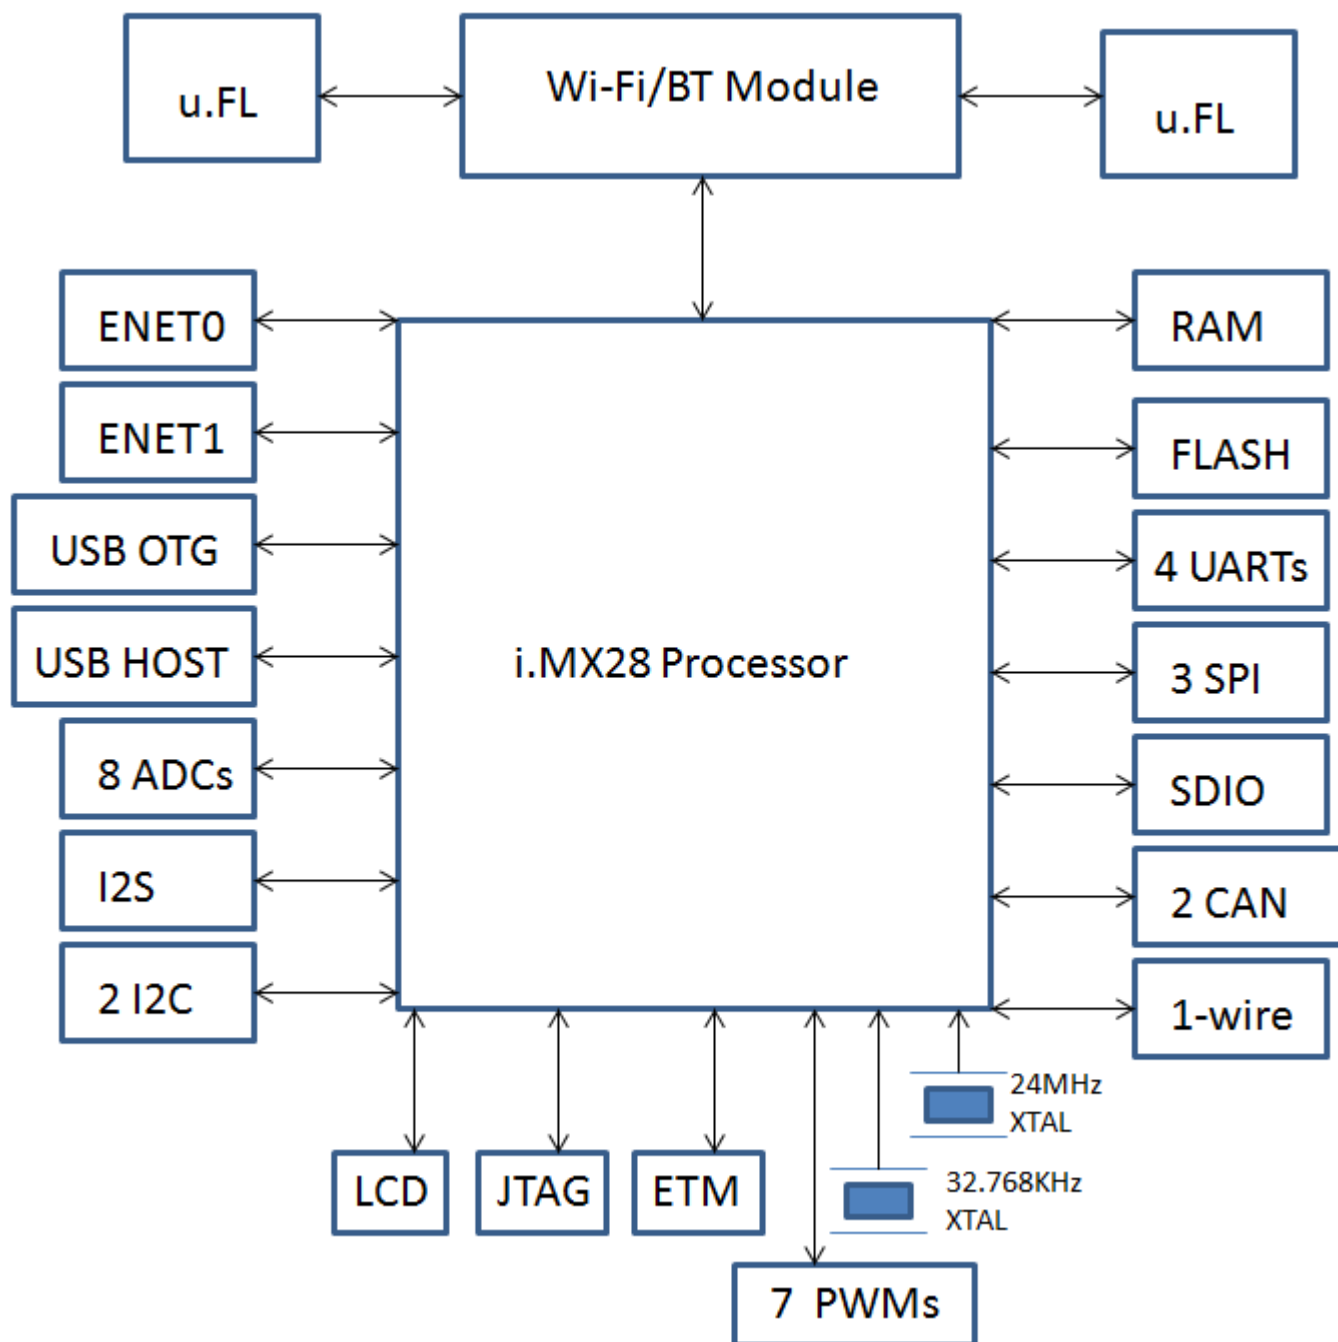 u.FL
Wi-Fi/BT Module
u.FL
ENET0
RAM
ENET1
FLASH
USB OTG
4 UARTs
USB HOST
i.MX28 Processor
3 SPI
8 ADCs
SDIO
I2S
2 CAN
2 I2C
1-wire
24MHz
XTAL
LCD
JTAG
ETM
32.768KHz
XTAL
7 PWMs